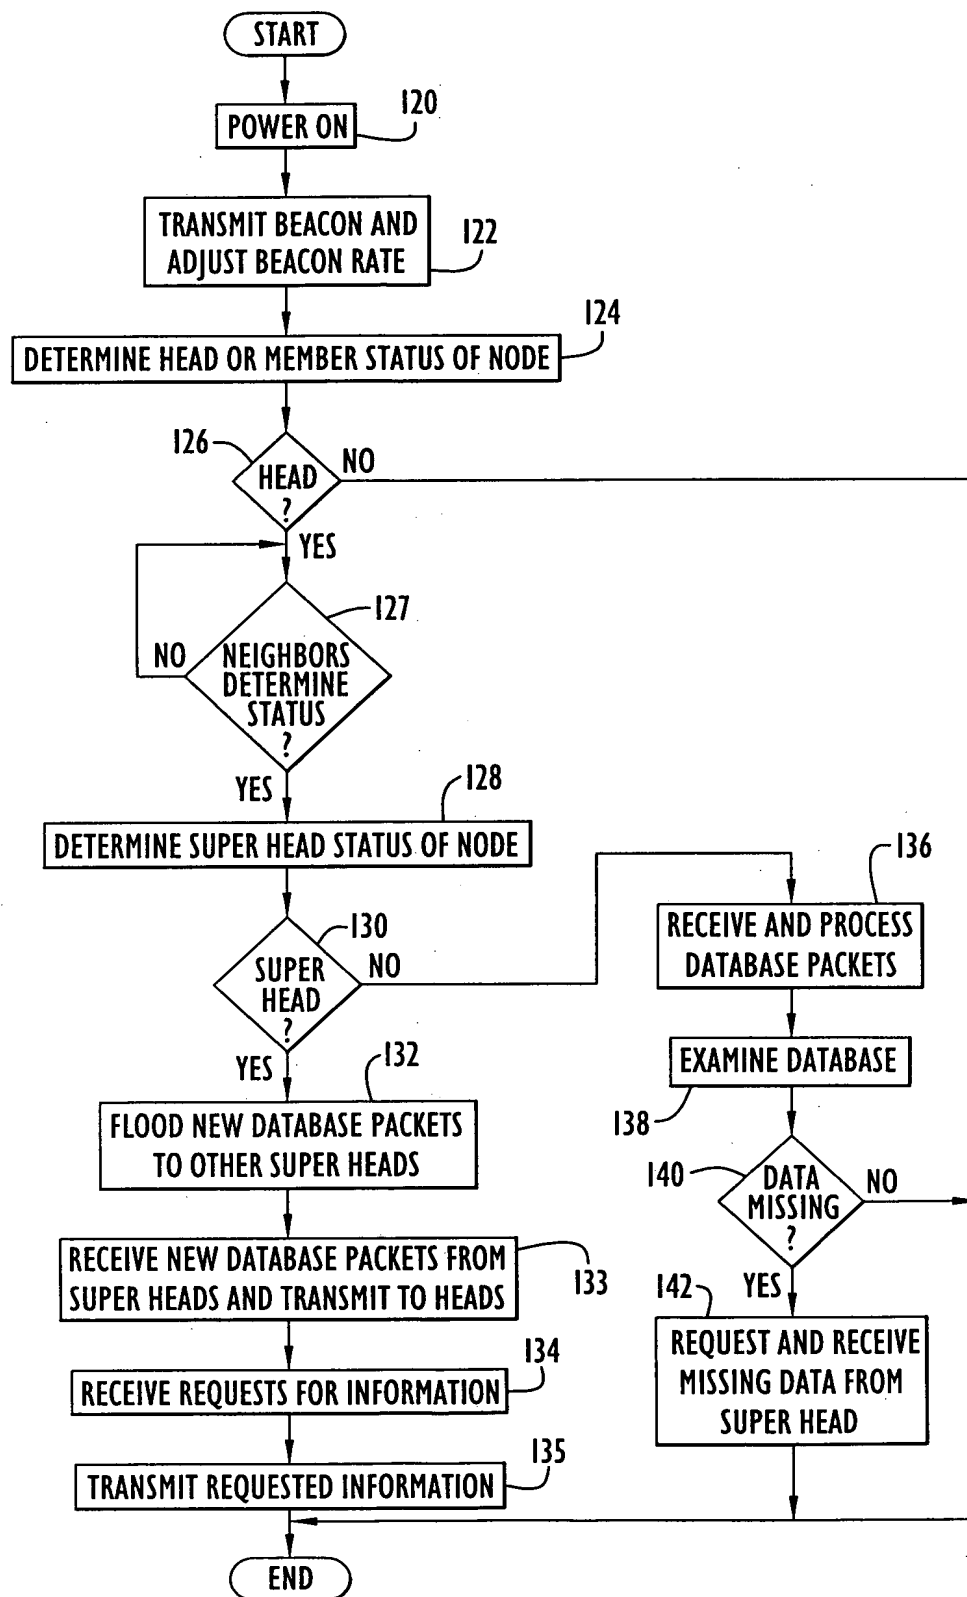 START
120
POWER ON
TRANSMIT BEACON AND
ADJUST BEACON RATE
122
124
DETERMINE HEAD OR MEMBER STATUS OF NODE
126
HEAD
?
NO
YES
127
NO
NEIGHBORS
DETERMINE
STATUS
?
YES
128
DETERMINE SUPER HEAD STATUS OF NODE
130
SUPER
HEAD
?
NO
YES
132
FLOOD NEW DATABASE PACKETS
TO OTHER SUPER HEADS
RECEIVE NEW DATABASE PACKETS FROM
SUPER HEADS AND TRANSMIT TO HEADS
133
134
RECEIVE REQUESTS FOR INFORMATION
135
TRANSMIT REQUESTED INFORMATION
END
136
RECEIVE AND PROCESS
DATABASE PACKETS
EXAMINE DATABASE
138
140
DATA
MISSING
?
NO
YES
142
REQUEST AND RECEIVE
MISSING DATA FROM
SUPER HEAD